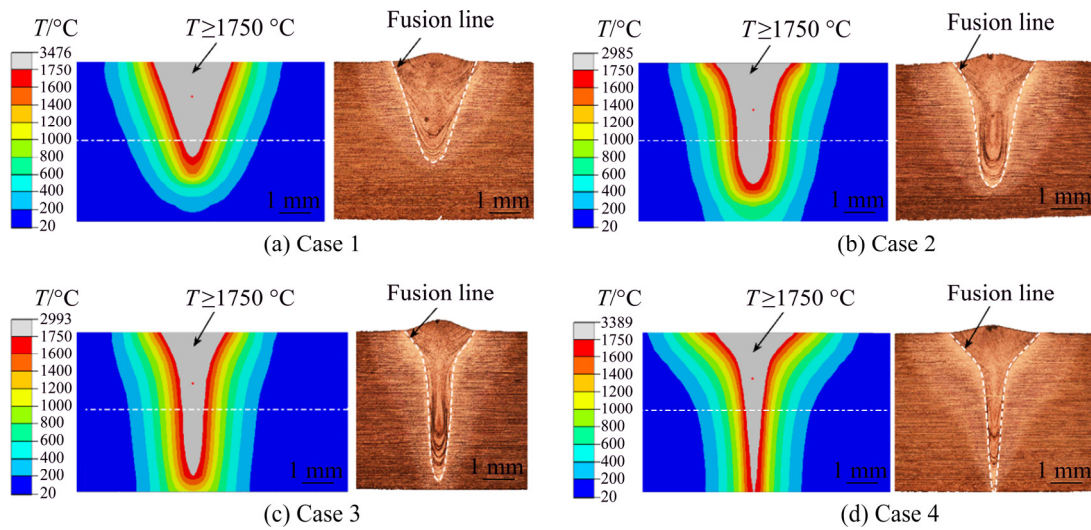 T/°C
3476
1750
1600
1400
1200
1000
800
600
400
200
20
T≥1750 °C
1 mm
Fusion line
1 mm
(a) Case 1
T/°C
2985
1750
1600
1400
1200
1000
800
600
400
200
20
T≥1750 °C
1 mm
Fusion line
1 mm
(b) Case 2
T/°C
2993
1750
1600
1400
1200
1000
800
600
400
200
20
T≥1750 °C
1 mm
Fusion line
1 mm
(c) Case 3
T/°C
3389
1750
1600
1400
1200
1000
800
600
400
200
20
T≥1750 °C
1 mm
Fusion line
1 mm
(d) Case 4